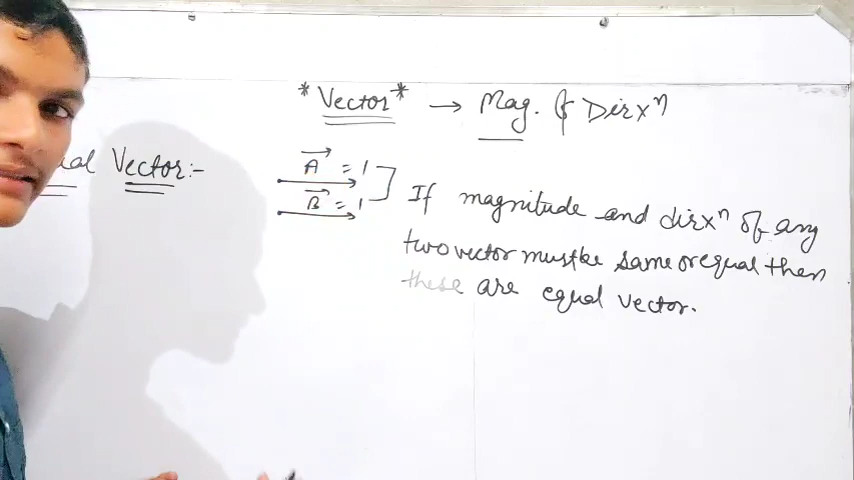 *Vector* → Mag. & Dirxⁿ
Vector:-
A = 1
B = 1
If magnitude and dirxⁿ of any
two vector must be same or equal then
these are equal vector.